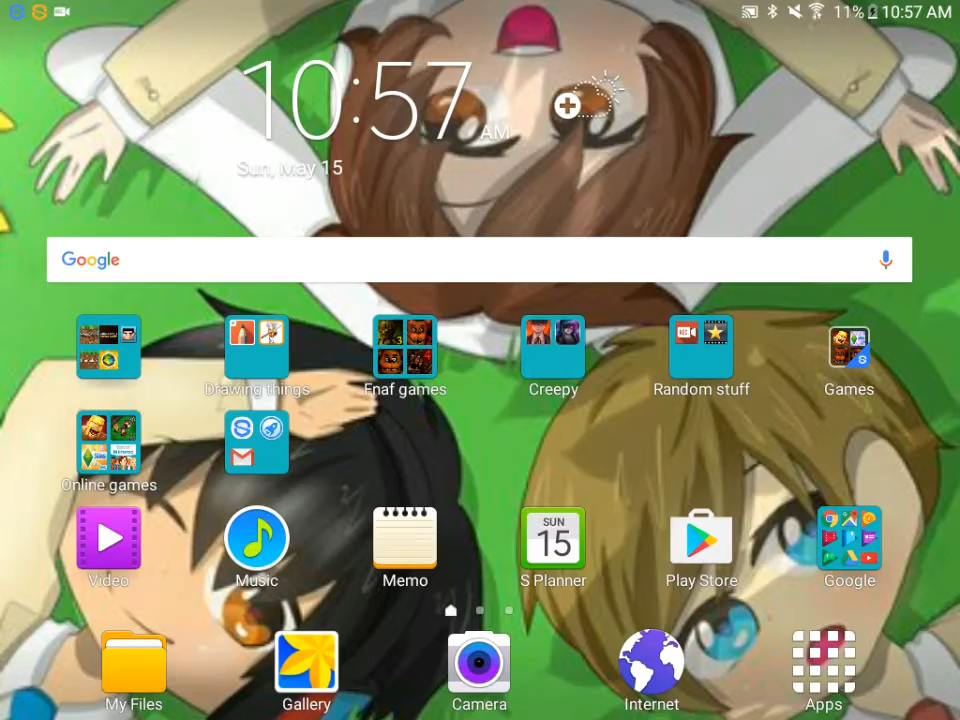 11% 10:57 AM
10:57 AM
Sun, May 15
Google
Drawing things
Fnaf games
Creepy
Random stuff
Games
Online games
SUN
15
Video
Music
Memo
S Planner
Play Store
Google
My Files
Gallery
Camera
Internet
Apps